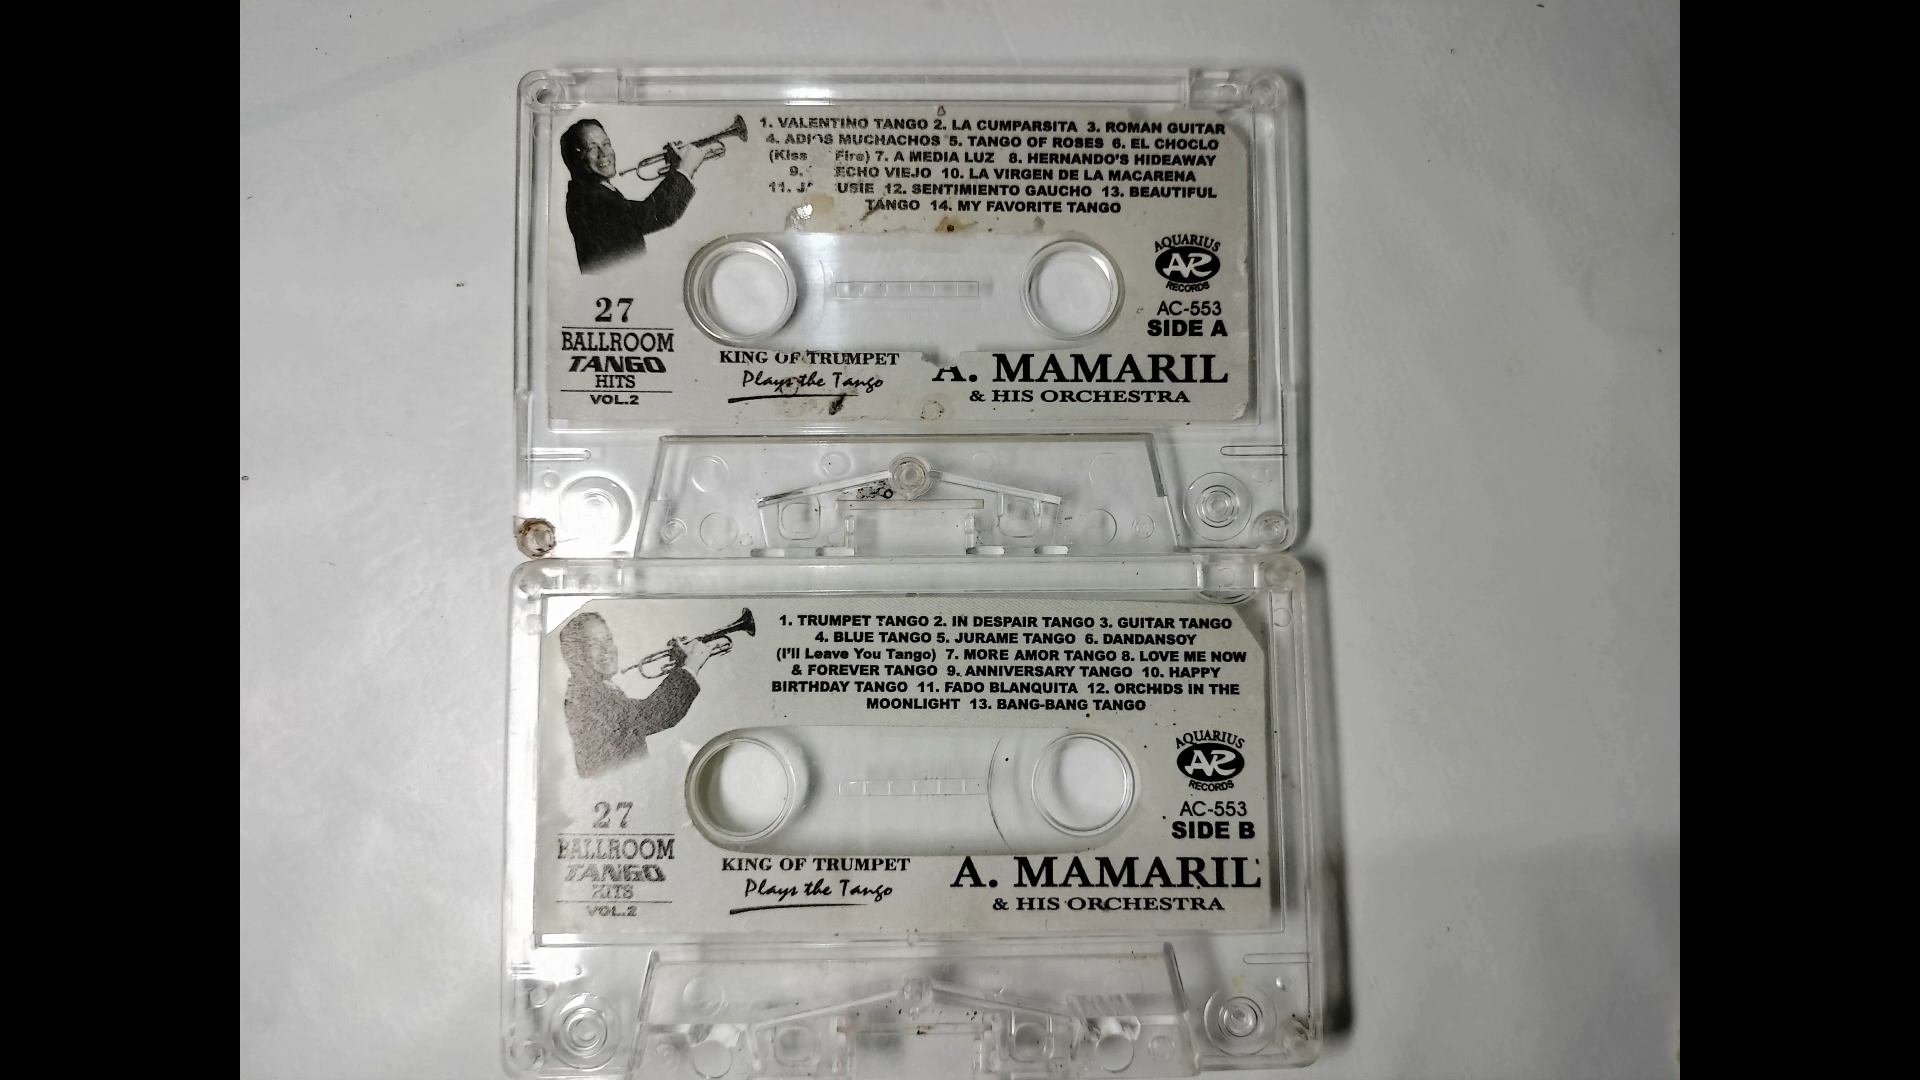 1. VALENTINO TANGO 2. LA CUMPARSITA 3. ROMAN GUITAR
4. MUCHACHOS 5. TANGO OF ROSES 6. EL CHOCLO
(Kiss Fire) 7. A MEDIA LUZ 8. HERNANDO'S HIDEAWAY
9. VIEJO 10. LA VIRGEN DE LA MACARENA
11. 12. SENTIMIENTO GAUCHO 13. BEAUTIFUL
TANGO 14. MY FAVORITE TANGO
AQUARIUS
AR
RECORDS
AC-553
SIDE A
27
BALLROOM
TANGO
HITS
VOL.2
KING OF TRUMPET
Plays the Tango
A. MAMARIL
& HIS ORCHESTRA
1. TRUMPET TANGO 2. IN DESPAIR TANGO 3. GUITAR TANGO
4. BLUE TANGO 5. JURAME TANGO 6. DANDANSOY
(I'll Leave You Tango) 7. MORE AMOR TANGO 8. LOVE ME NOW
& FOREVER TANGO 9. ANNIVERSARY TANGO 10. HAPPY
BIRTHDAY TANGO 11. FADO BLANQUITA 12. ORCHIDS IN THE
MOONLIGHT 13. BANG-BANG TANGO
AQUARIUS
AR
RECORDS
AC-553
SIDE B
27
BALLROOM
TANGO
HITS
VOL.2
KING OF TRUMPET
Plays the Tango
A. MAMARIL
& HIS ORCHESTRA